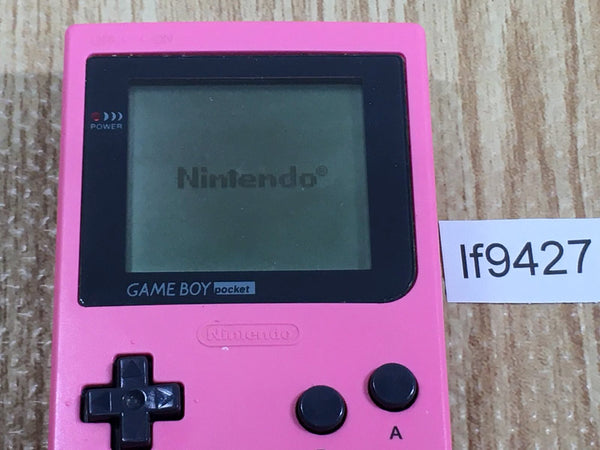 POWER
Nintendo®
GAME BOY pocket
Nintendo
A
lf9427